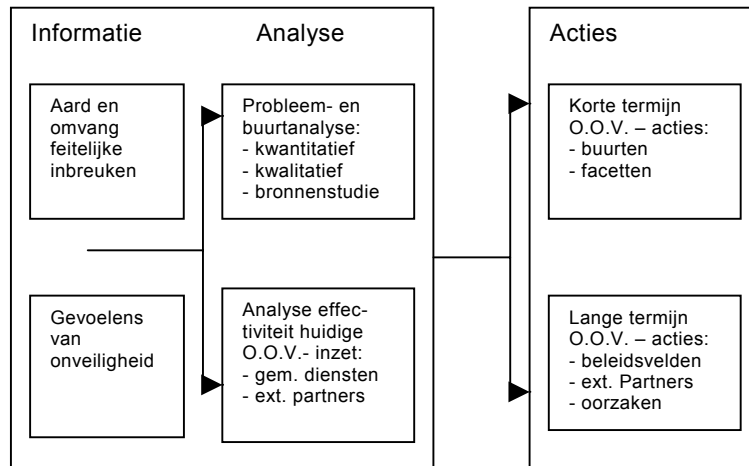 Informatie
Analyse
Acties
Aard en
omvang
feitelijke
inbreuken
Probleem- en
buurtanalyse:
- kwantitatief
- kwalitatief
- bronnenstudie
Korte termijn
O.O.V. – acties:
- buurten
- facetten
Gevoelens
van
onveiligheid
Analyse effec-
tiviteit huidige
O.O.V.- inzet:
- gem. diensten
- ext. partners
Lange termijn
O.O.V. – acties:
- beleidsvelden
- ext. Partners
- oorzaken